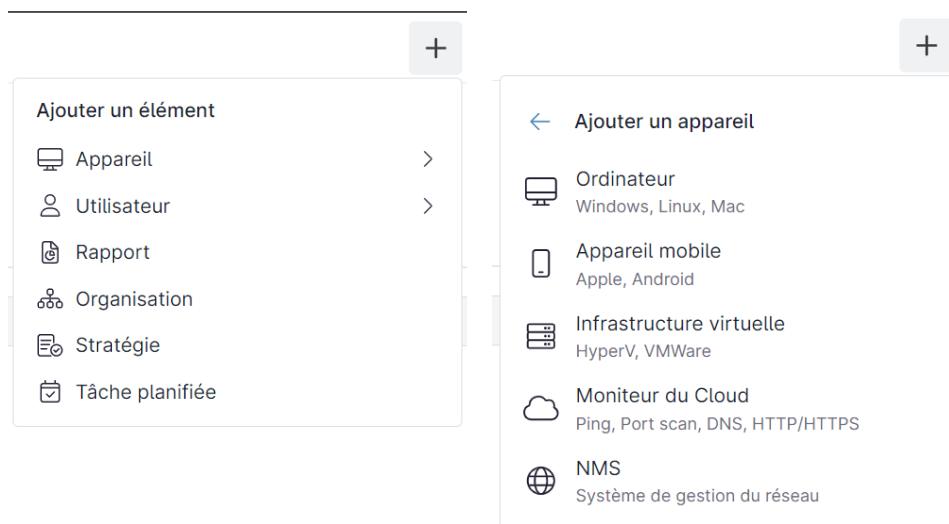 Ajouter un élément
Appareil
Utilisateur
Rapport
Organisation
Stratégie
Tâche planifiée
Ajouter un appareil
Ordinateur
Windows, Linux, Mac
Appareil mobile
Apple, Android
Infrastructure virtuelle
HyperV, VMWare
Moniteur du Cloud
Ping, Port scan, DNS, HTTP/HTTPS
NMS
Système de gestion du réseau